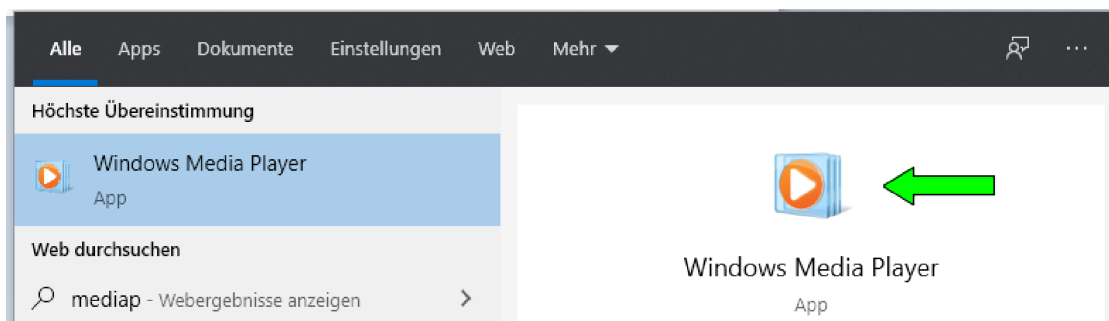 Alle Apps Dokumente Einstellungen Web Mehr
Höchste Übereinstimmung
Windows Media Player
App
Web durchsuchen
mediap - Webergebnisse anzeigen
Windows Media Player
App